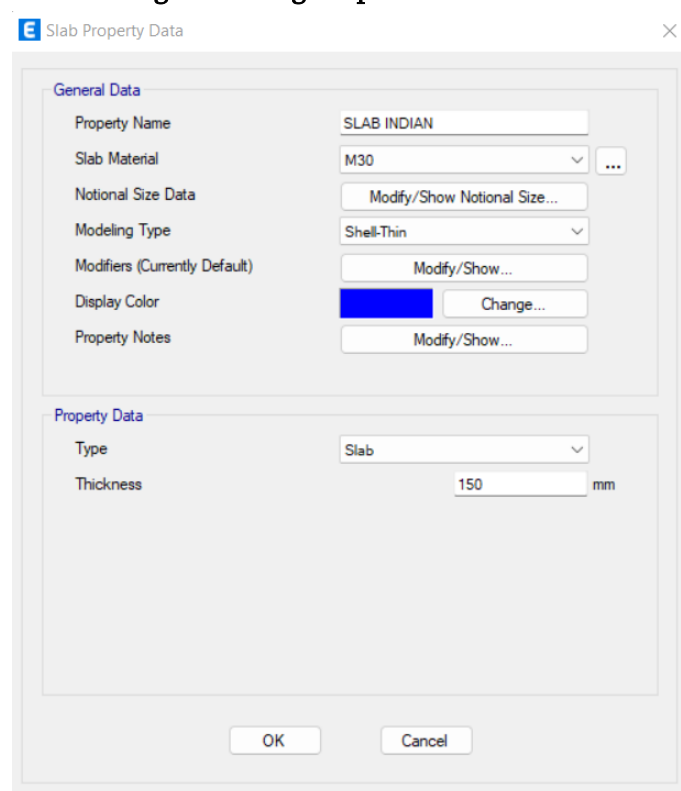 E Slab Property Data
General Data
Property Name SLAB INDIAN
Slab Material M30 ...
Notional Size Data Modify/Show Notional Size...
Modeling Type Shell-Thin
Modifiers (Currently Default) Modify/Show...
Display Color Change...
Property Notes Modify/Show...
Property Data
Type Slab
Thickness 150 mm
OK Cancel